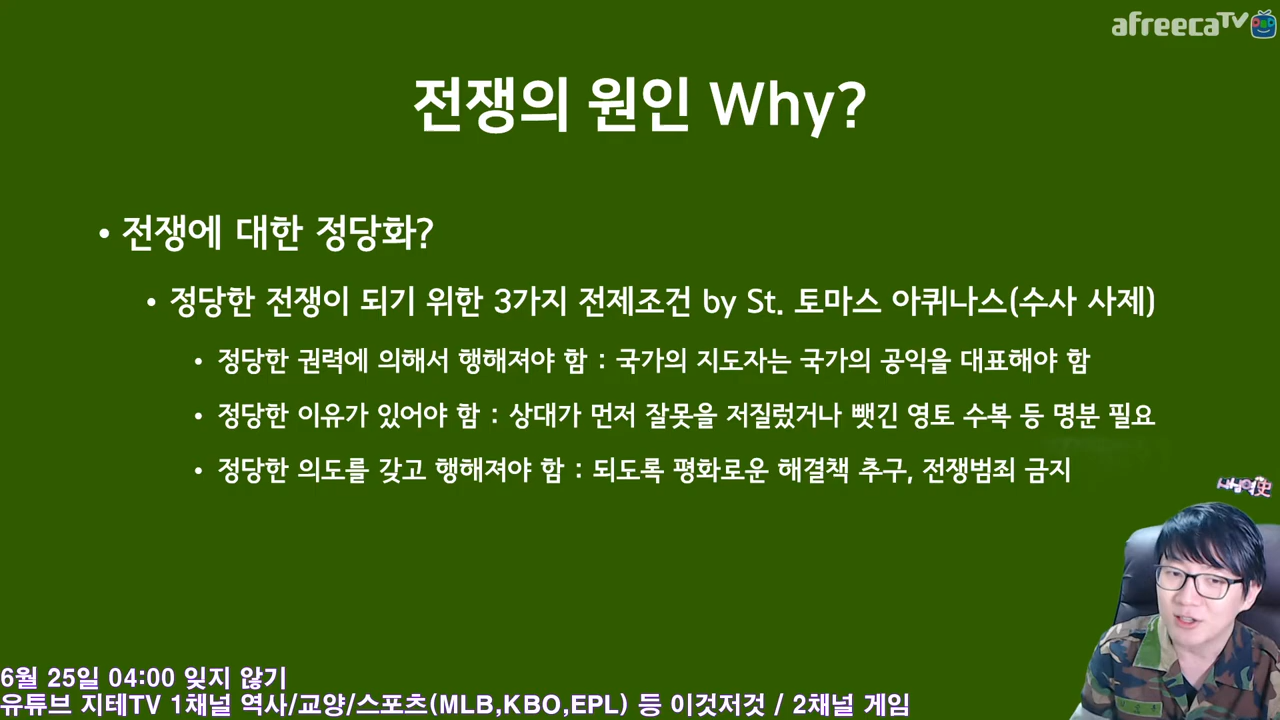 afreecaTV
전쟁의 원인 Why?
• 전쟁에 대한 정당화?
• 정당한 전쟁이 되기 위한 3가지 전제조건 by St. 토마스 아퀴나스(수사 사제)
• 정당한 권력에 의해서 행해져야 함 : 국가의 지도자는 국가의 공익을 대표해야 함
• 정당한 이유가 있어야 함 : 상대가 먼저 잘못을 저질렀거나 뺏긴 영토 수복 등 명분 필요
• 정당한 의도를 갖고 행해져야 함 : 되도록 평화로운 해결책 추구, 전쟁범죄 금지
6월 25일 04:00 잊지 않기
유튜브 지테TV 1채널 역사/교양/스포츠(MLB,KBO,EPL) 등 이것저것 / 2채널 게임